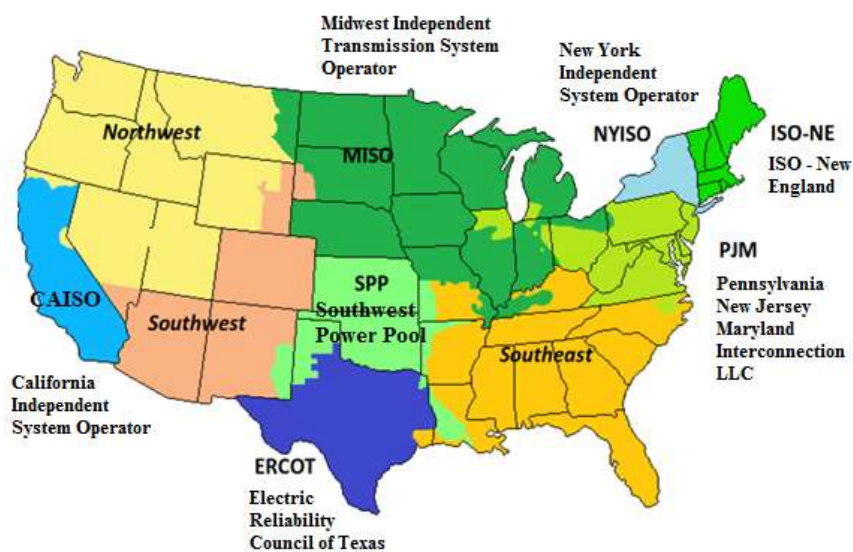 Midwest Independent
Transmission System
Operator
New York
Independent
System Operator
NYISO
ISO-NE
ISO - New
England
Northwest
MISO
PJM
Pennsylvania
New Jersey
Maryland
Interconnection
LLC
CAISO
SPP
Southwest
Power Pool
Southwest
Southeast
California
Independent
System Operator
ERCOT
Electric
Reliability
Council of Texas